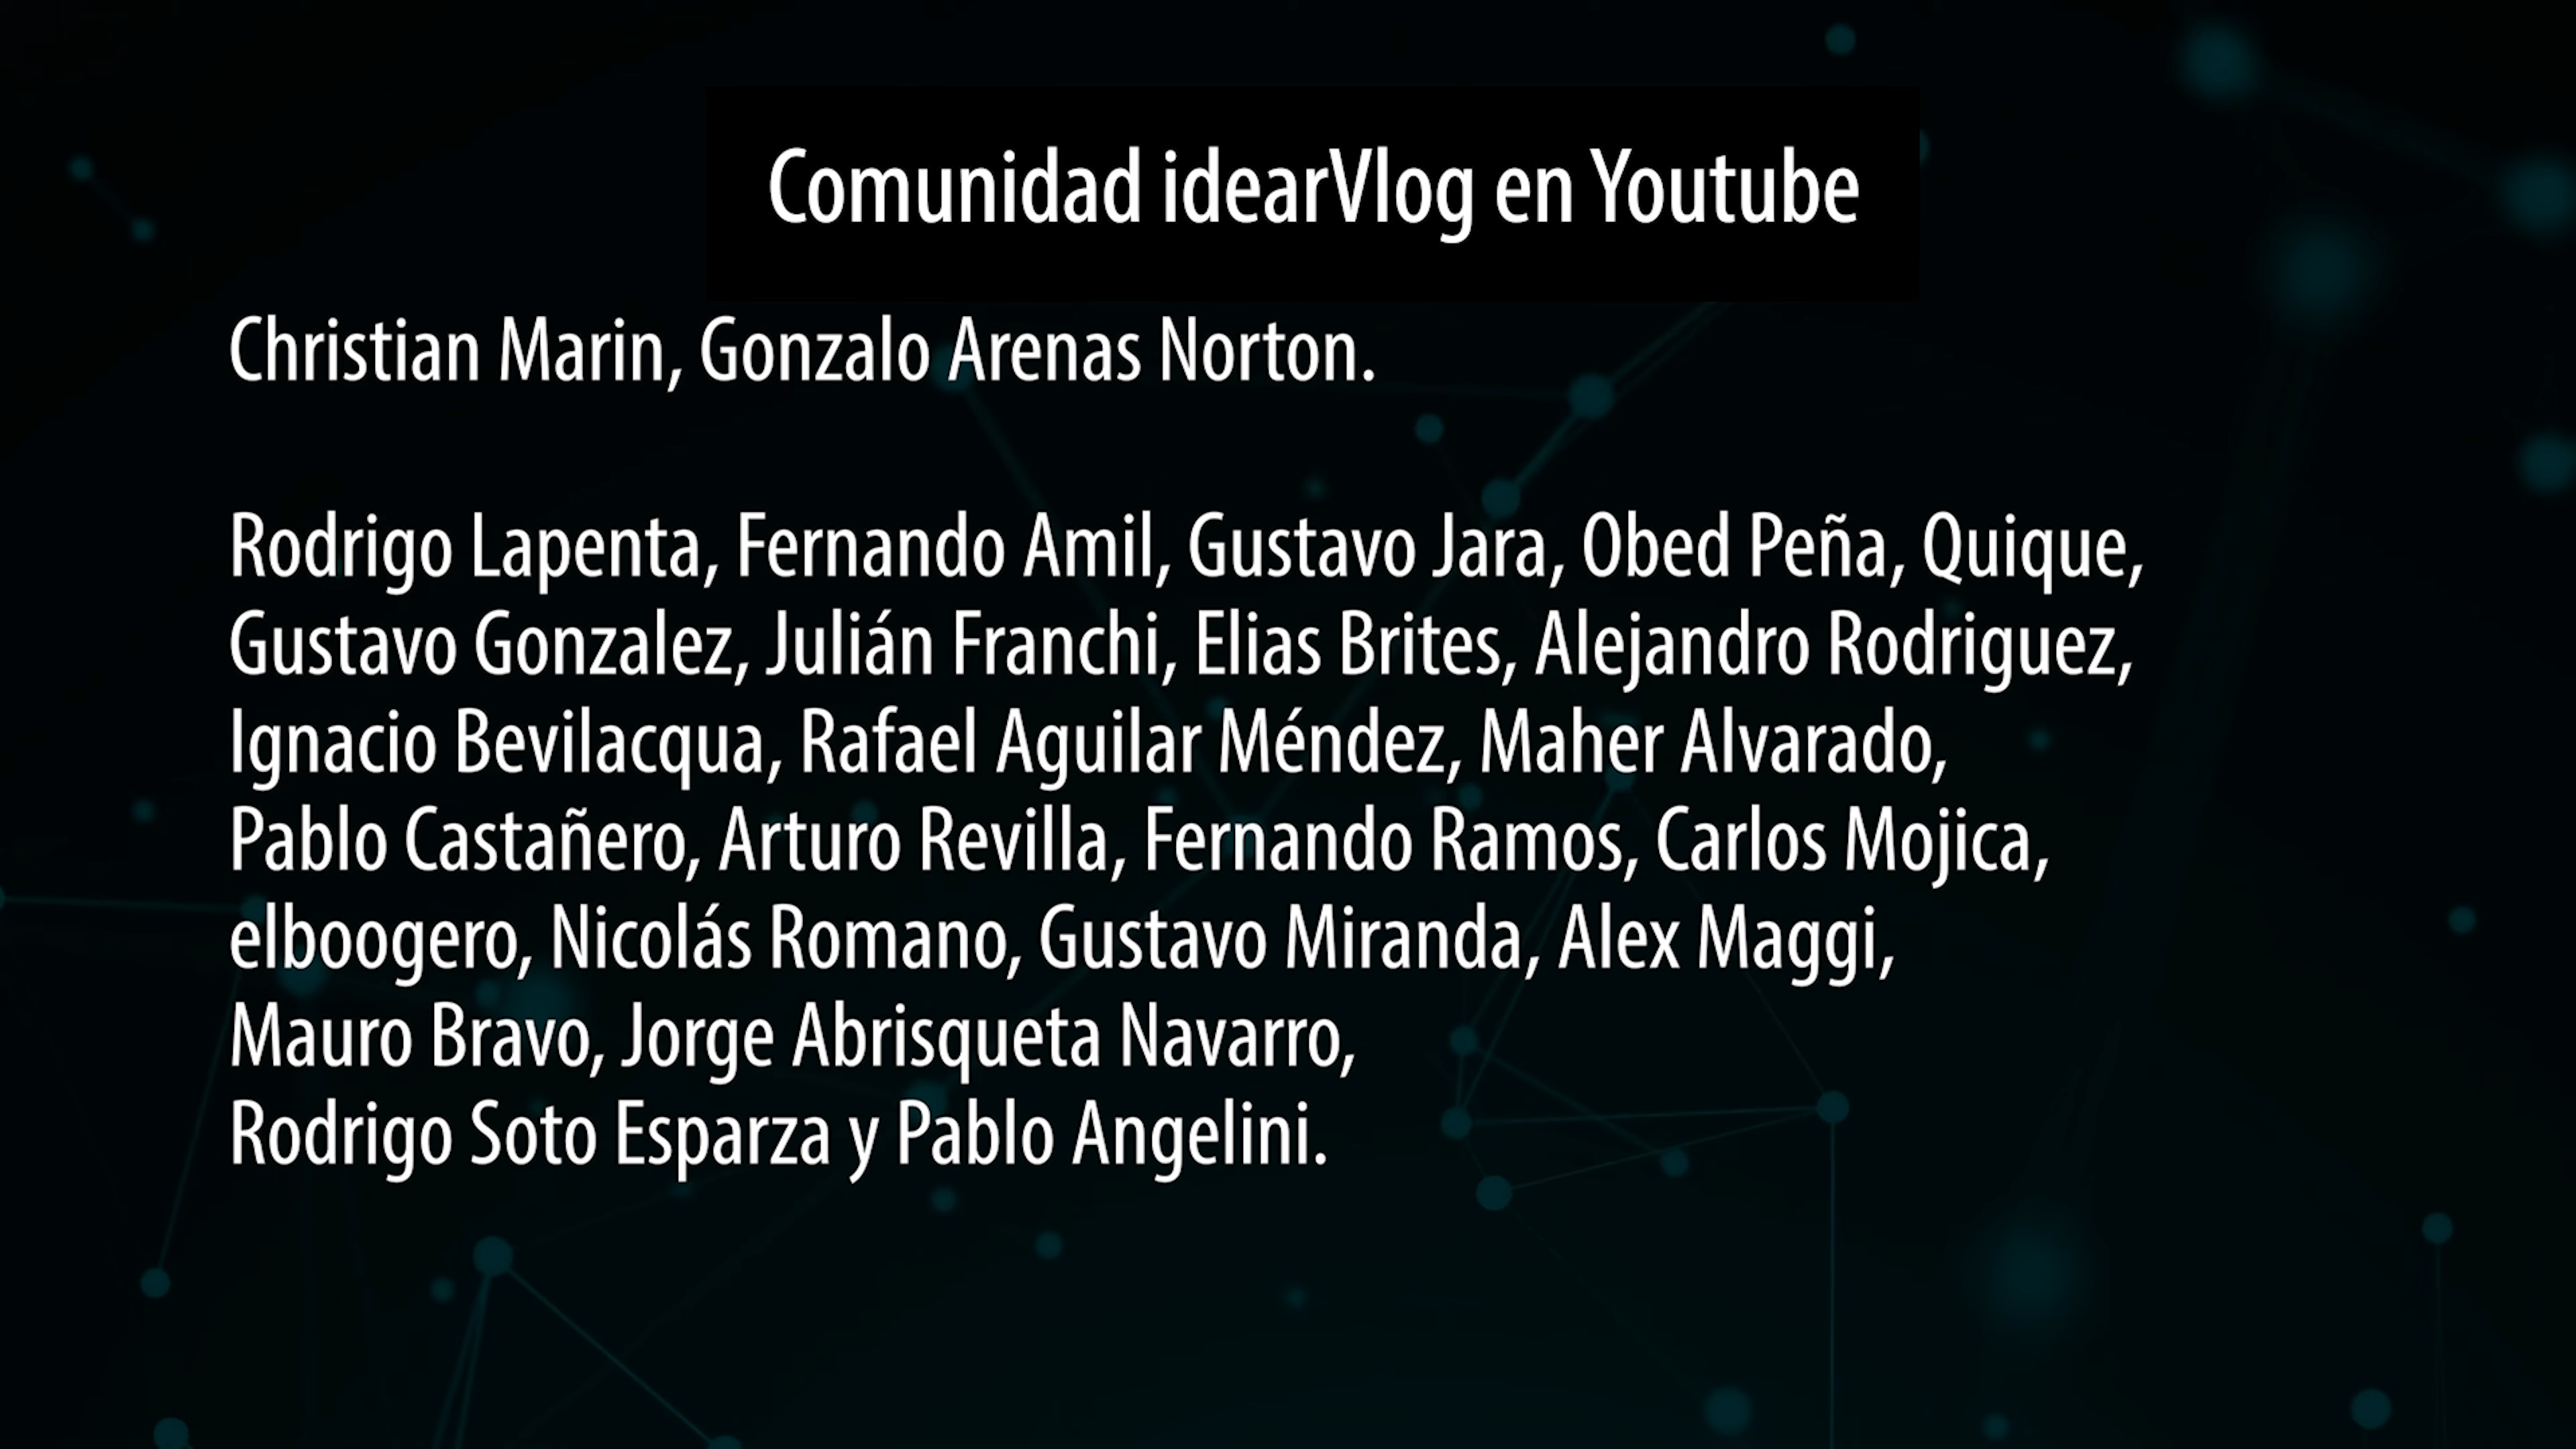 Comunidad idearVlog en Youtube
Christian Marin, Gonzalo Arenas Norton.
Rodrigo Lapenta, Fernando Amil, Gustavo Jara, Obed Peña, Quique,
Gustavo Gonzalez, Julián Franchi, Elias Brites, Alejandro Rodriguez,
Ignacio Bevilacqua, Rafael Aguilar Méndez, Maher Alvarado,
Pablo Castañero, Arturo Revilla, Fernando Ramos, Carlos Mojica,
elboogero, Nicolás Romano, Gustavo Miranda, Alex Maggi,
Mauro Bravo, Jorge Abrisqueta Navarro,
Rodrigo Soto Esparza y Pablo Angelini.